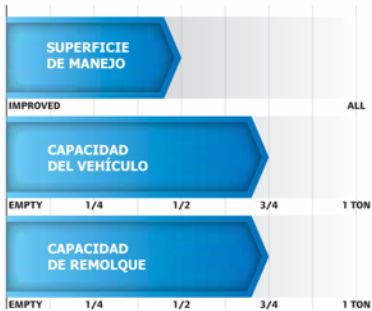 SUPERFICIE
DE MANEJO
IMPROVED ALL
CAPACIDAD
DEL VEHÍCULO
EMPTY 1/4 1/2 3/4 1 TON
CAPACIDAD
DE REMOLQUE
EMPTY 1/4 1/2 3/4 1 TON